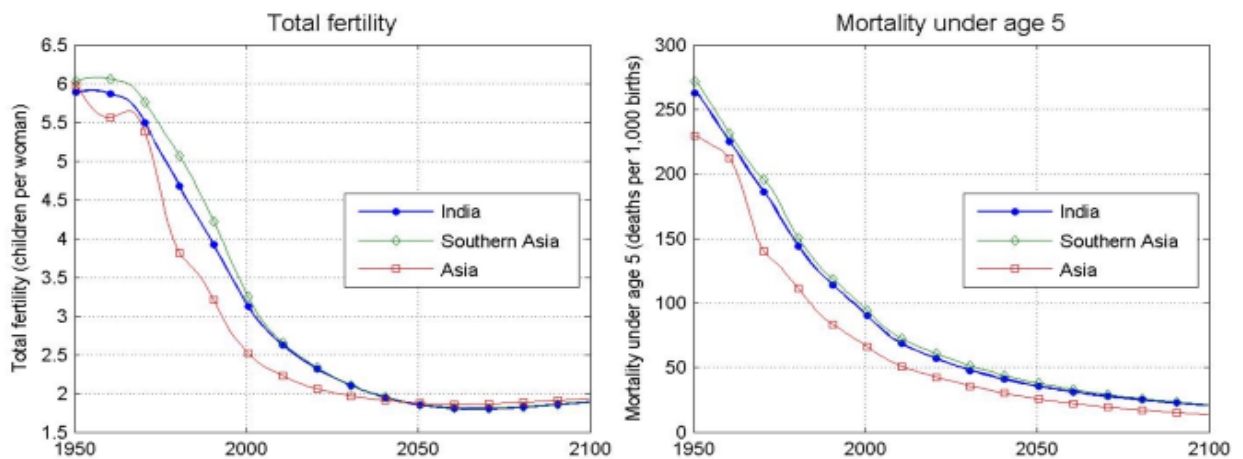 Total fertility
6.5
6
5.5
5
4.5
4
3.5
3
2.5
2
1.5
Total fertility (children per woman)
India
Southern Asia
Asia
1950 2000 2050 2100
Mortality under age 5
300
250
200
150
100
50
0
Mortality under age 5 (deaths per 1,000 births)
India
Southern Asia
Asia
1950 2000 2050 2100